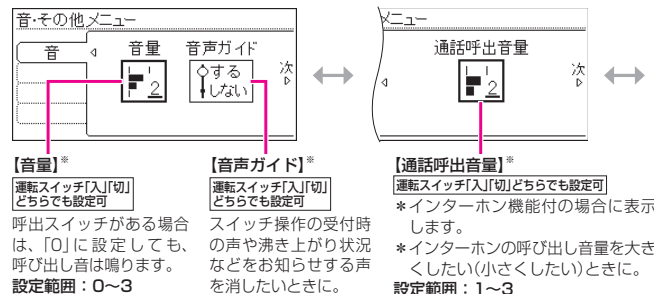 音・その他メニュー
音
音量
2
音声ガイド
する
しない
次
メニュー
通話呼出音量
2
次
【音量】※
運転スイッチ「入」「切」
どちらでも設定可
呼出スイッチがある場合
は、「0」に設定しても、
呼び出し音は鳴ります。
設定範囲：0～3
【音声ガイド】※
運転スイッチ「入」「切」
どちらでも設定可
スイッチ操作の受付時
の声や沸き上がり状況
などをお知らせする声
を消したいときに。
【通話呼出音量】※
運転スイッチ「入」「切」どちらでも設定可
＊インターホン機能付の場合に表示
します。
＊インターホンの呼び出し音量を大き
くしたい(小さくしたい)ときに。
設定範囲：1～3